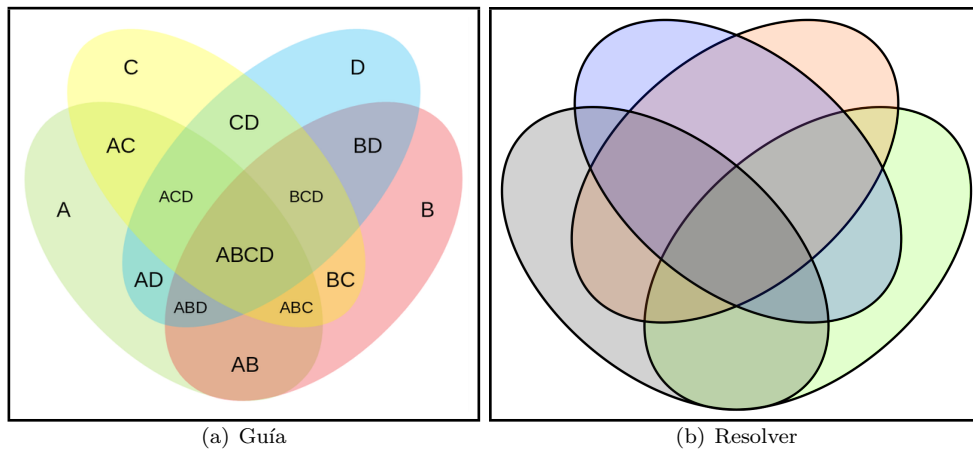 C D
CD
AC BD
ACD BCD
A B
ABCD
AD BC
ABD ABC
AB
(a) Guía (b) Resolver